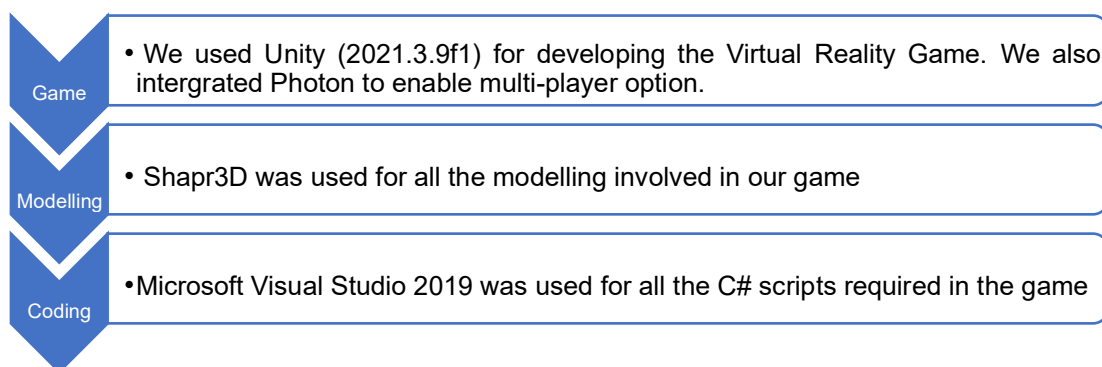 Game
• We used Unity (2021.3.9f1) for developing the Virtual Reality Game. We also
intergrated Photon to enable multi-player option.
Modelling
• Shapr3D was used for all the modelling involved in our game
Coding
•Microsoft Visual Studio 2019 was used for all the C# scripts required in the game